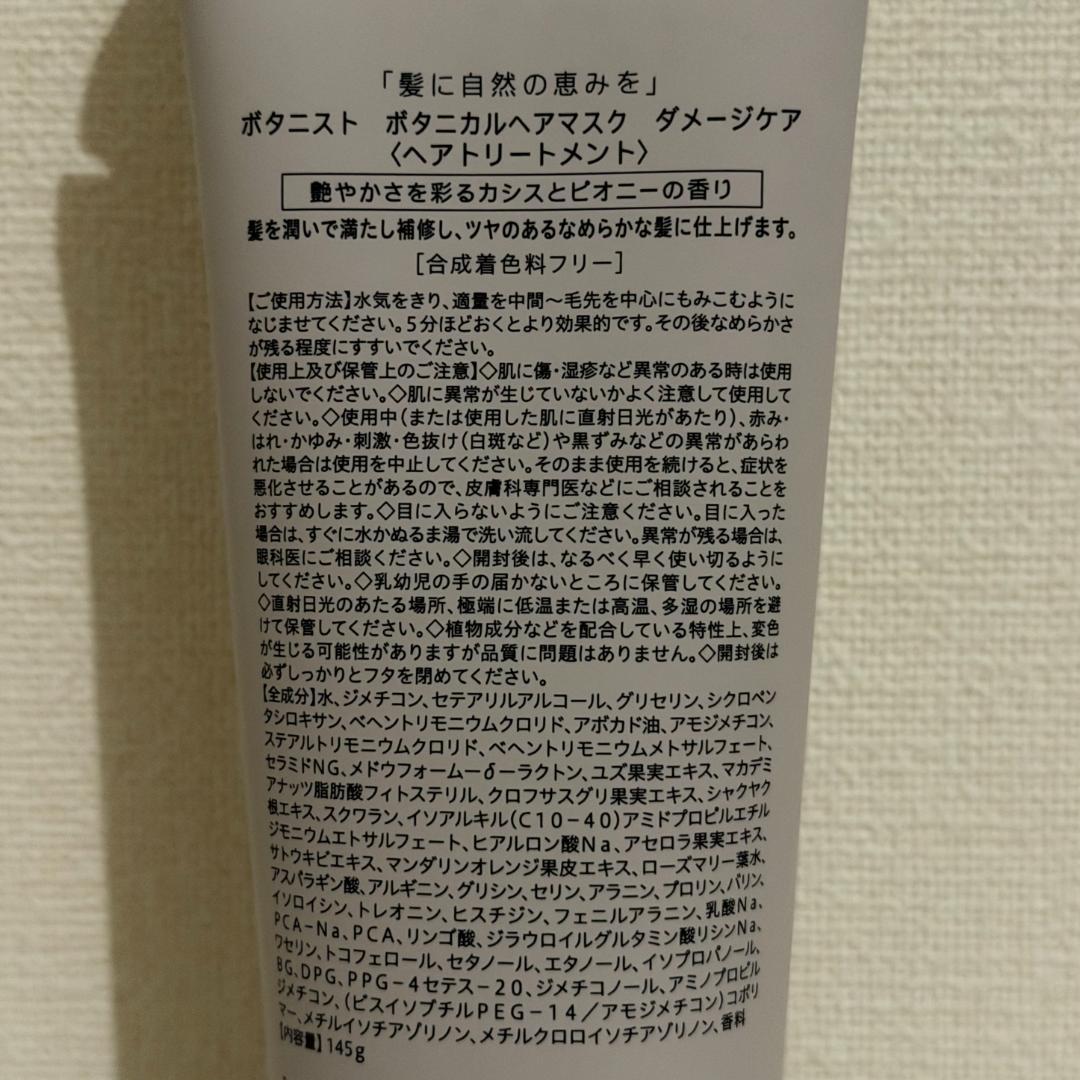 「髪に自然の恵みを」
ボタニスト ボタニカルヘアマスク ダメージケア
〈ヘアトリートメント〉
艶やかさを彩るカシスとピオニーの香り
髪を潤いで満たし補修し、ツヤのあるなめらかな髪に仕上げます。
[合成着色料フリー]
【ご使用方法】水気をきり、適量を中間〜毛先を中心にもみこむように
なじませてください。5分ほどおくとより効果的です。その後なめらかさ
が残る程度にすすいでください。
【使用上及び保管上のご注意】◇肌に傷・湿疹など異常のある時は使用
しないでください。◇肌に異常が生じていないかよく注意して使用して
ください。◇使用中(または使用した肌に直射日光があたり)、赤み・
はれ・かゆみ・刺激・色抜け(白斑など)や黒ずみなどの異常があらわ
れた場合は使用を中止してください。そのまま使用を続けると、症状を
悪化させることがあるので、皮膚科専門医などにご相談されることを
おすすめします。◇目に入らないようにご注意ください。目に入った
場合は、すぐに水かぬるま湯で洗い流してください。異常が残る場合は、
眼科医にご相談ください。◇開封後は、なるべく早く使い切るように
してください。◇乳幼児の手の届かないところに保管してください。
◇直射日光のあたる場所、極端に低温または高温、多湿の場所を避
けて保管してください。◇植物成分などを配合している特性上、変色
が生じる可能性がありますが品質に問題はありません。◇開封後は
必ずしっかりとフタを閉めてください。
【全成分】水、ジメチコン、セテアリルアルコール、グリセリン、シクロペン
タシロキサン、ベヘントリモニウムクロリド、アボカド油、アモジメチコン、
ステアルトリモニウムクロリド、ベヘントリモニウムメトサルフェート、
セラミドNG、メドウフォーム-δ-ラクトン、ユズ果実エキス、マカデミ
アナッツ脂肪酸フィトステリル、クロフサスグリ果実エキス、シャクヤク
根エキス、スクワラン、イソアルキル(C10-40)アミドプロピルエチル
ジモニウムエトサルフェート、ヒアルロン酸Na、アセロラ果実エキス、
サトウキビエキス、マンダリンオレンジ果皮エキス、ローズマリー葉水、
アスパラギン酸、アルギニン、グリシン、セリン、アラニン、プロリン、バリン、
イソロイシン、トレオニン、ヒスチジン、フェニルアラニン、乳酸Na、
PCA-Na、PCA、リンゴ酸、ジラウロイルグルタミン酸リシンNa、
ワセリン、トコフェロール、セタノール、エタノール、イソプロパノール、
BG、DPG、PPG-4セテス-20、ジメチコノール、アミノプロピル
ジメチコン、(ビスイソブチルPEG-14/アモジメチコン)コポリ
マー、メチルイソチアゾリノン、メチルクロロイソチアゾリノン、香料
【内容量】145g